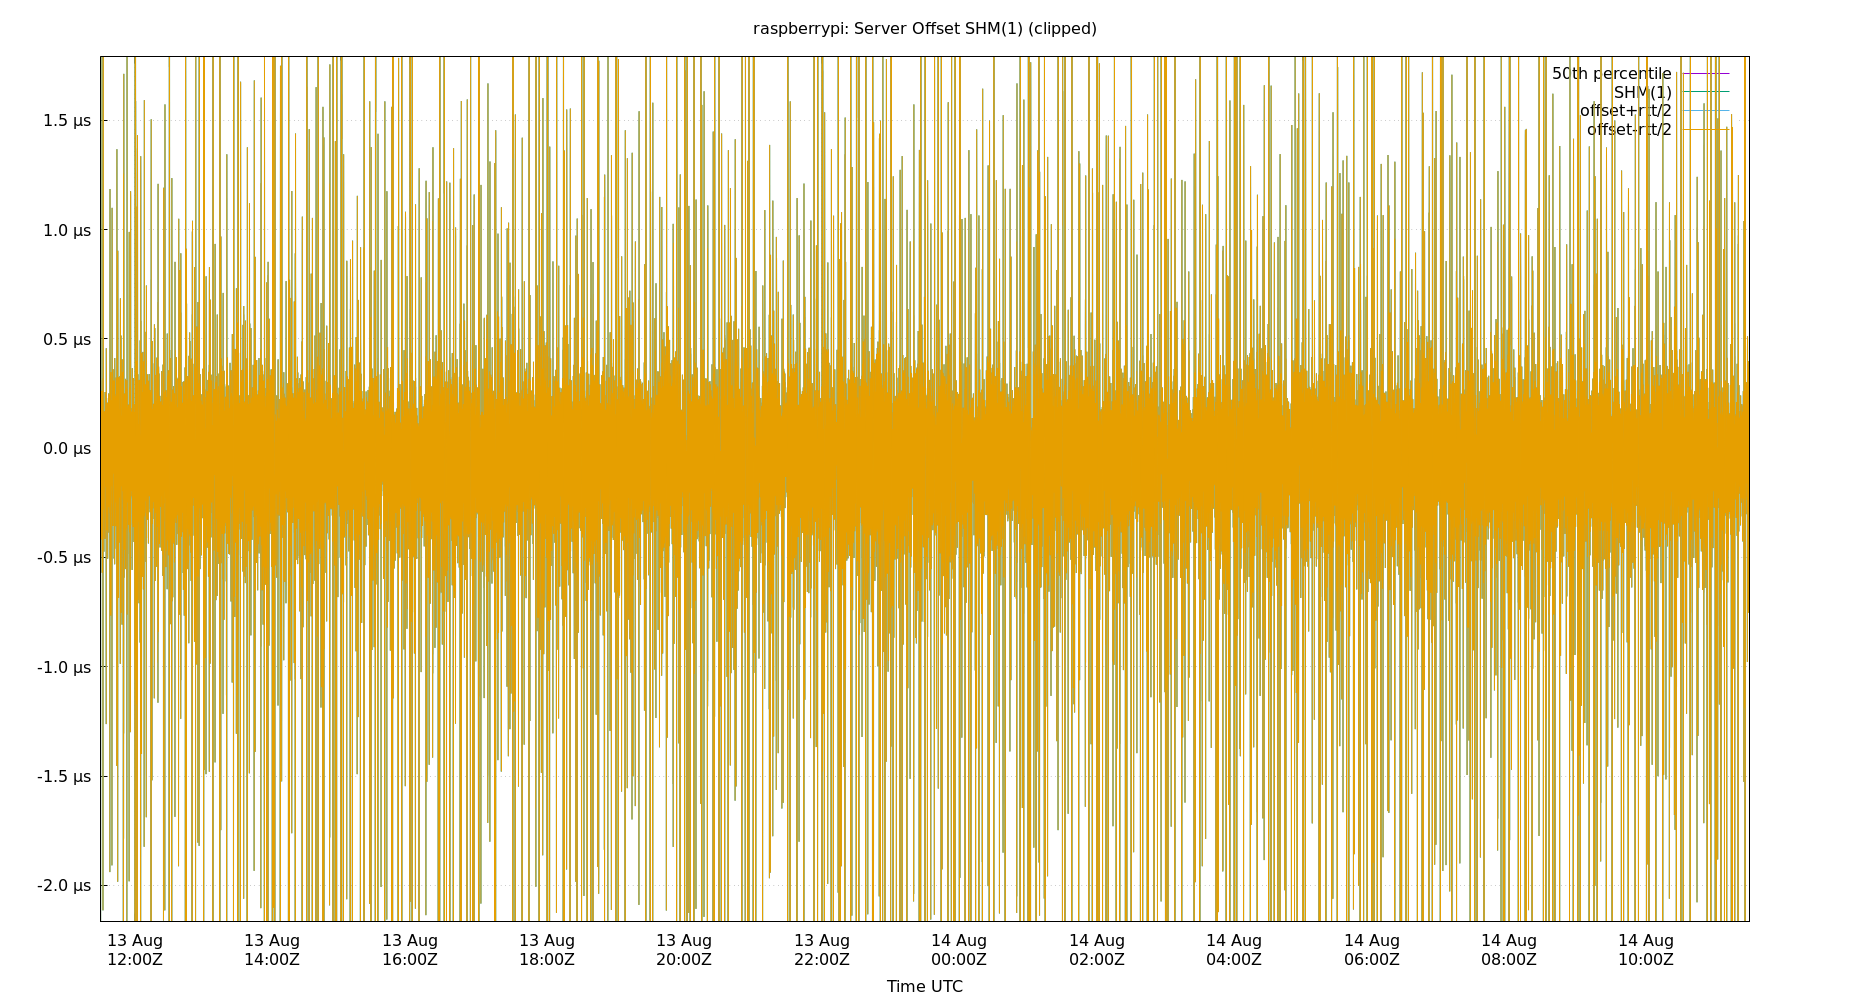 raspberrypi: Server Offset SHM(1) (clipped)
50th percentile
SHM(1)
offset+rtt/2
offset-rtt/2
1.5 µs
1.0 µs
0.5 µs
0.0 µs
-0.5 µs
-1.0 µs
-1.5 µs
-2.0 µs
13 Aug 13 Aug 13 Aug 13 Aug 13 Aug 13 Aug 14 Aug 14 Aug 14 Aug 14 Aug 14 Aug 14 Aug
12:00Z 14:00Z 16:00Z 18:00Z 20:00Z 22:00Z 00:00Z 02:00Z 04:00Z 06:00Z 08:00Z 10:00Z
Time UTC